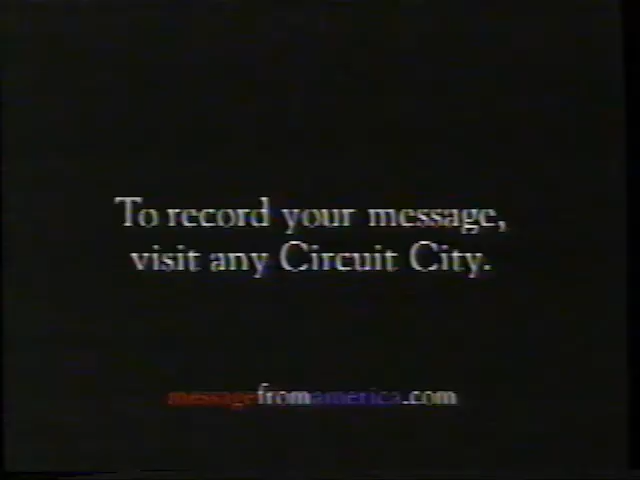 To record your message,
visit any Circuit City.
messagefromamerica.com